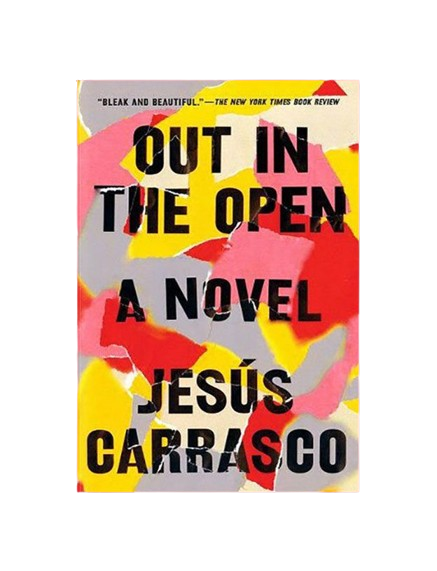 "BLEAK AND BEAUTIFUL."—THE NEW YORK TIMES BOOK REVIEW
OUT IN
THE OPEN
A NOVEL
JESÚS
CARRASCO